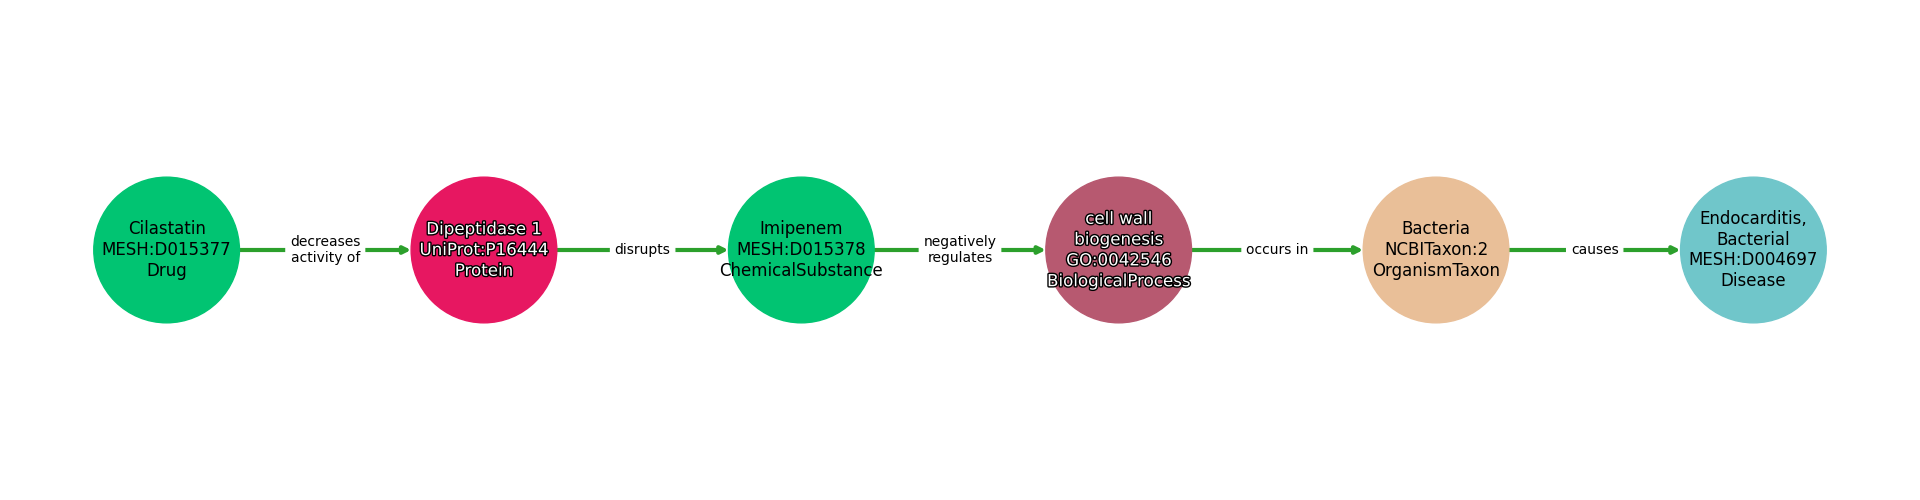 Cilastatin
MESH:D015377
Drug
decreases
activity of
Dipeptidase 1
UniProt:P16444
Protein
disrupts
Imipenem
MESH:D015378
ChemicalSubstance
negatively
regulates
cell wall
biogenesis
GO:0042546
BiologicalProcess
occurs in
Bacteria
NCBITaxon:2
OrganismTaxon
causes
Endocarditis,
Bacterial
MESH:D004697
Disease